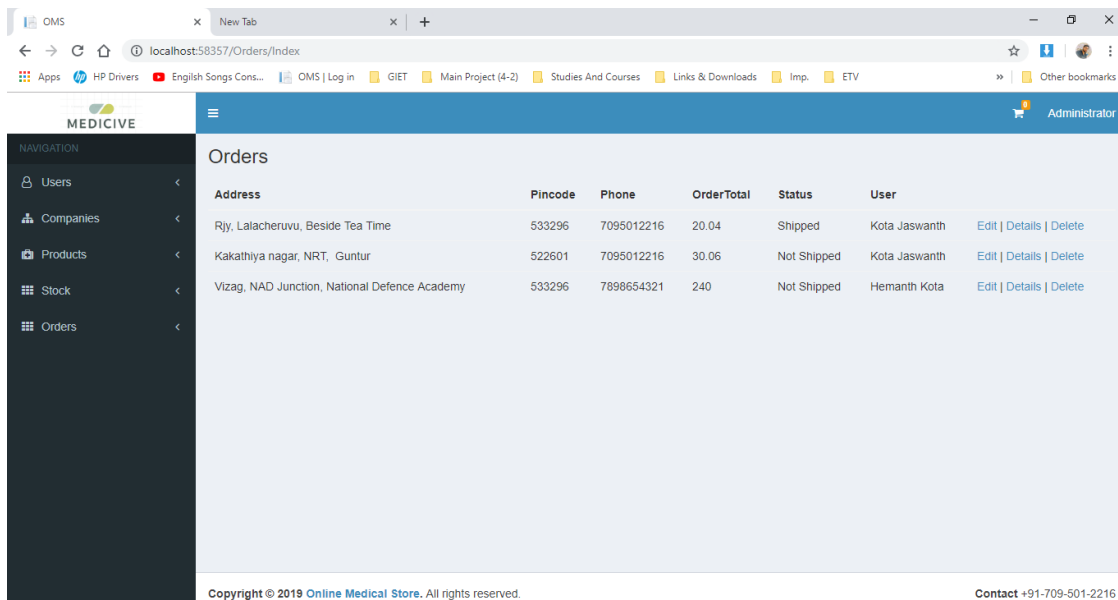 OMS New Tab
localhost:58357/Orders/Index
Apps HP Drivers Engilsh Songs Cons... OMS | Log in GIET Main Project (4-2) Studies And Courses Links & Downloads Imp. ETV » Other bookmarks
MEDICIVE
0
Administrator
NAVIGATION
Users
Companies
Products
Stock
Orders
Orders
Address Pincode Phone OrderTotal Status User
Rjy, Lalacheruvu, Beside Tea Time 533296 7095012216 20.04 Shipped Kota Jaswanth Edit | Details | Delete
Kakathiya nagar, NRT, Guntur 522601 7095012216 30.06 Not Shipped Kota Jaswanth Edit | Details | Delete
Vizag, NAD Junction, National Defence Academy 533296 7898654321 240 Not Shipped Hemanth Kota Edit | Details | Delete
Copyright © 2019 Online Medical Store. All rights reserved. Contact +91-709-501-2216